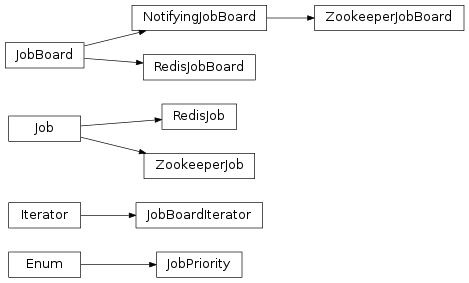 NotifyingJobBoard
ZookeeperJobBoard
JobBoard
RedisJobBoard
RedisJob
Job
ZookeeperJob
Iterator
JobBoardIterator
Enum
JobPriority